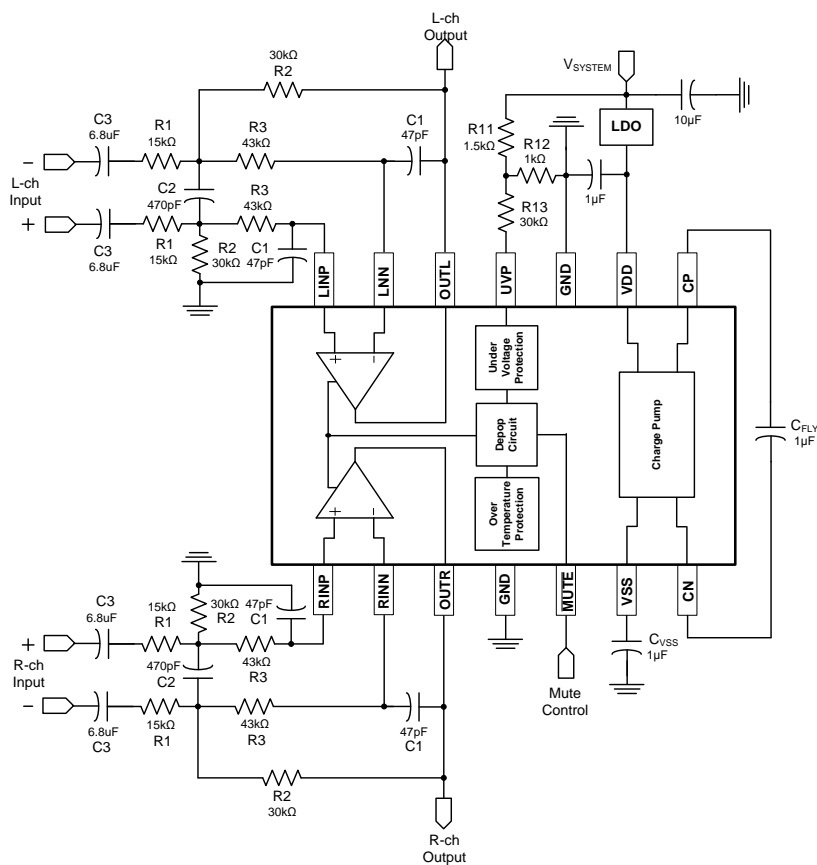 L-ch
Output
30kΩ
R2
VSYSTEM
10µF
LDO
C3
6.8uF
R1
15kΩ
R3
43kΩ
C1
47pF
R11
1.5kΩ
R12
1kΩ
1µF
−
L-ch
Input
+
C2
470pF
R3
43kΩ
R13
30kΩ
C3
6.8uF
R1
15kΩ
R2
30kΩ
C1
47pF
LINP
LNN
OUTL
UVP
GND
VDD
CP
+ −
Under
Voltage
Protection
Depop
Circuit
Over
Temperature
Protection
Charge Pump
CFLY
1µF
+ −
RINP
RINN
OUTR
GND
MUTE
VSS
CN
C3
6.8uF
15kΩ
R1
30kΩ
R2
47pF
C1
+
R-ch
Input
−
470pF
C2
43kΩ
R3
CVSS
1µF
6.8uF
C3
15kΩ
R1
43kΩ
R3
47pF
C1
Mute
Control
R2
30kΩ
R-ch
Output